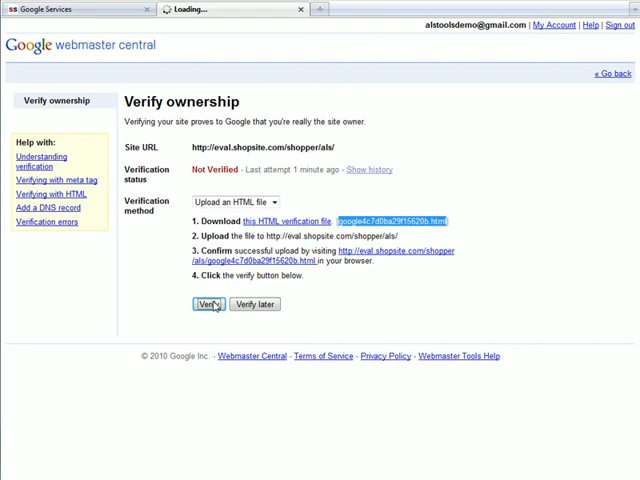 SS Google Services
Loading...
alstoolsdemo@gmail.com | My Account | Help | Sign out
Google webmaster central
« Go back
Verify ownership
Verify ownership
Verifying your site proves to Google that you're really the site owner.
Site URL http://eval.shopsite.com/shopper/als/
Verification status Not Verified - Last attempt 1 minute ago - Show history
Verification method Upload an HTML file
1. Download this HTML verification file. [google4c7d0ba29f15620b.html]
2. Upload the file to http://eval.shopsite.com/shopper/als/
3. Confirm successful upload by visiting http://eval.shopsite.com/shopper
/als/google4c7d0ba29f15620b.html in your browser.
4. Click the verify button below.
Verify Verify later
Help with:
Understanding
verification
Verifying with meta tag
Verifying with HTML
Add a DNS record
Verification errors
© 2010 Google Inc. - Webmaster Central - Terms of Service - Privacy Policy - Webmaster Tools Help